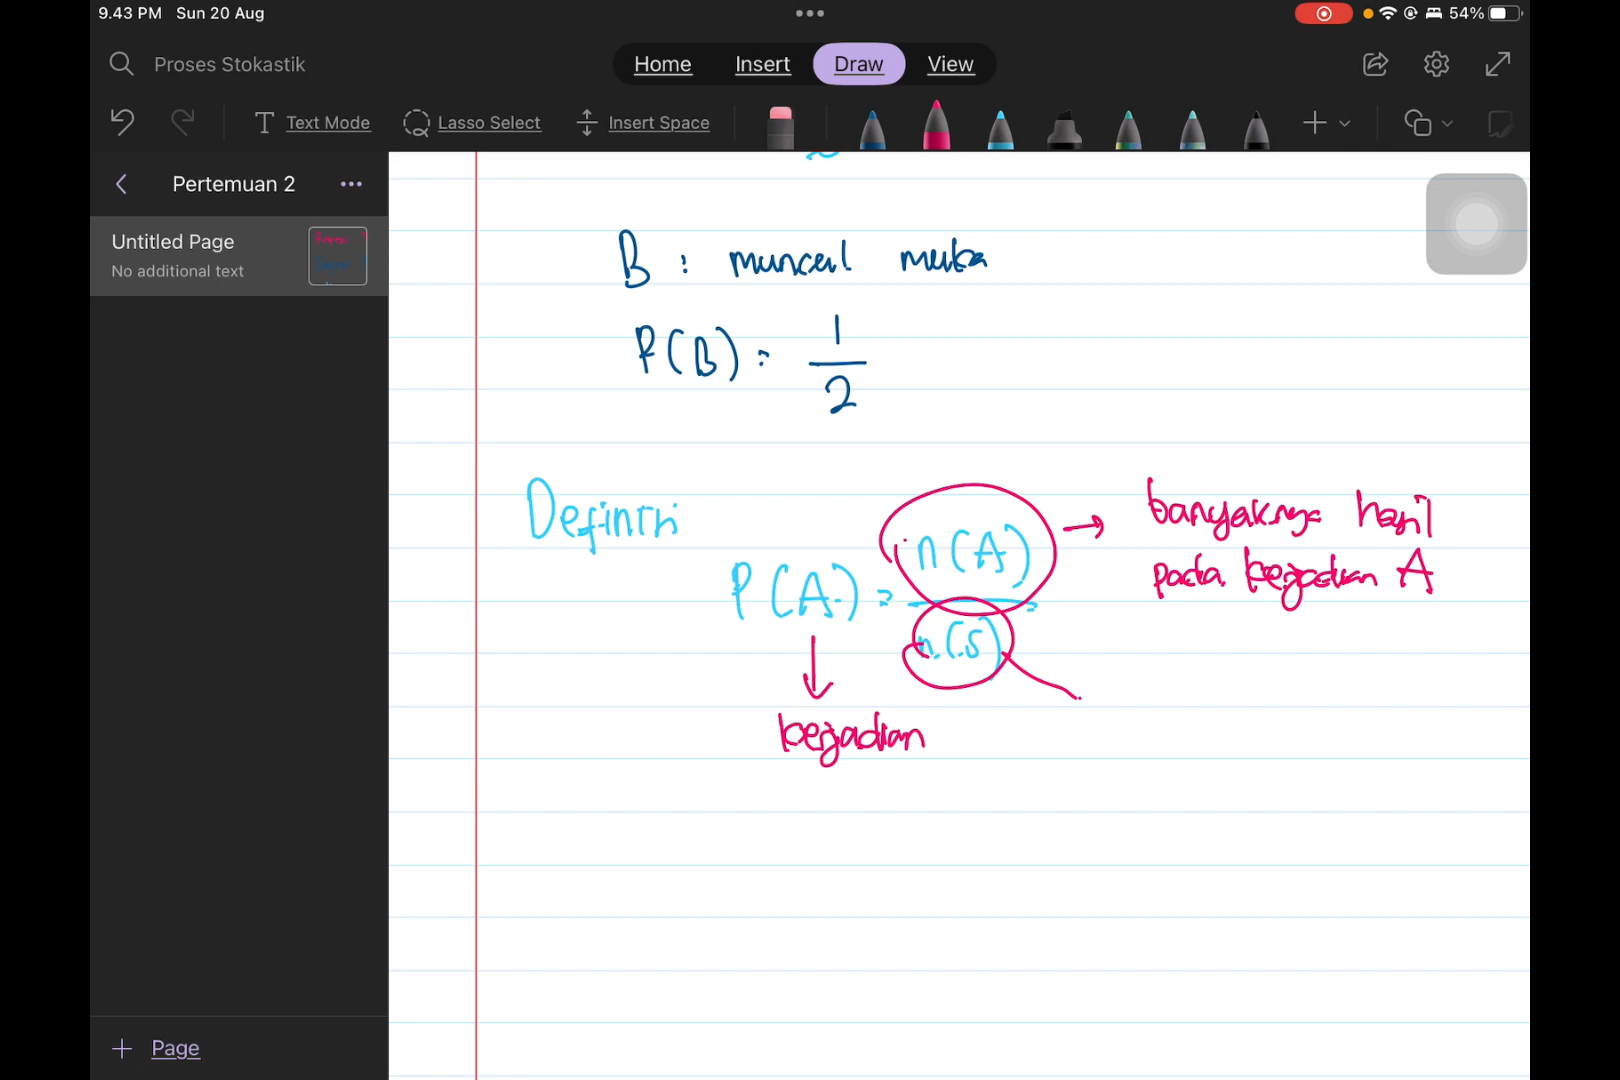 9.43 PM Sun 20 Aug
54%
Proses Stokastik
Home Insert Draw View
Text Mode Lasso Select Insert Space
Pertemuan 2
Untitled Page
No additional text
B : muncul muka
P(B) = 1/2
Definisi
P(A) = n(A)/n(S)
→ banyaknya hasil
pada kejadian A
↓
kejadian
+ Page